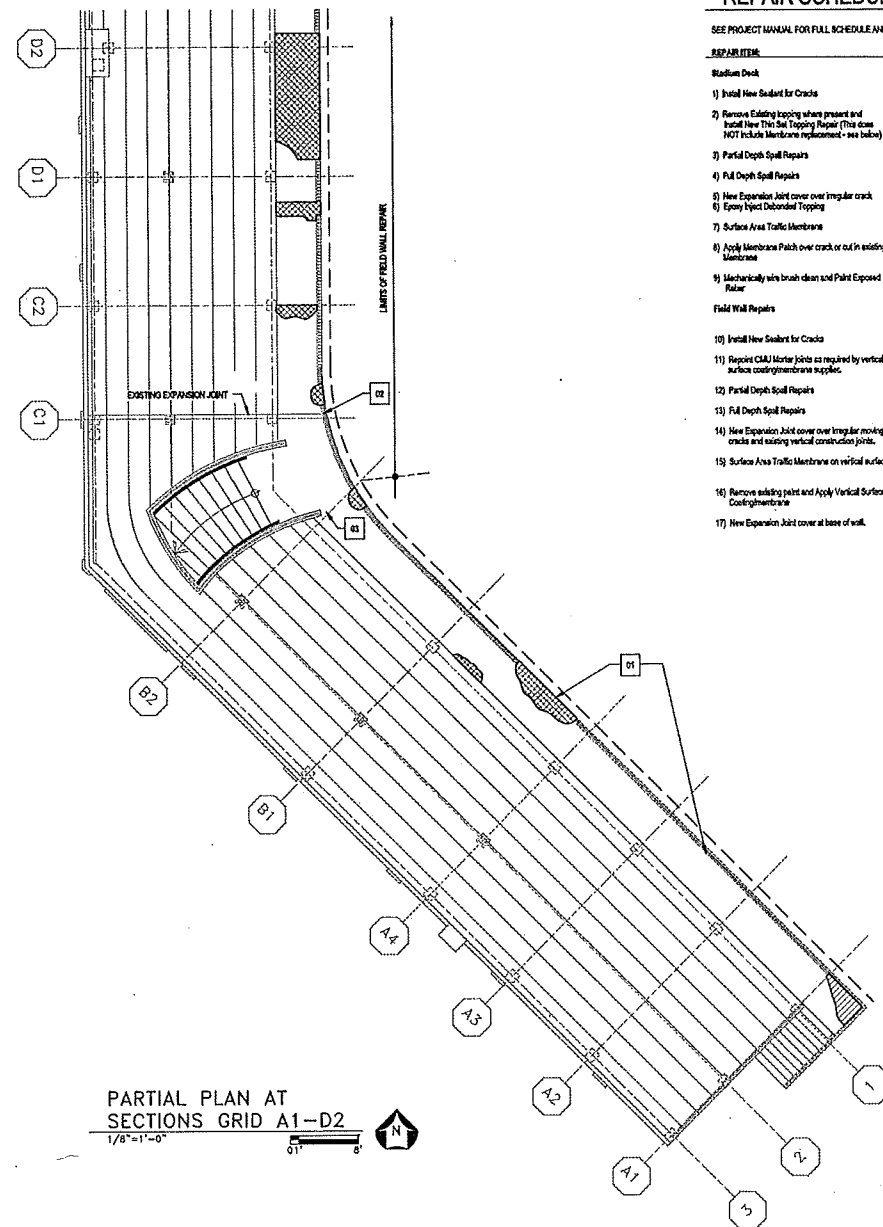 REPAIR SCHEDU
SEE PROJECT MANUAL FOR FULL SCHEDULE AN
REPAIR ITEM:
Stadium Deck
1) Install New Sealant for Cracks
2) Remove Existing topping where present and
Install New Thin Set Topping Repair (This does
NOT Include Membrane replacement - see below)
3) Partial Depth Spall Repairs
4) Full Depth Spall Repairs
5) New Expansion Joint cover over irregular crack
6) Epoxy Inject Debonded Topping
7) Surface Area Traffic Membrane
8) Apply Membrane Patch over crack or cut in existing
Membrane
9) Mechanically wire brush clean and Paint Exposed
Rebar
Field Wall Repairs
10) Install New Sealant for Cracks
11) Repoint CMU Mortar joints as required by vertical
surface coating/membrane supplier.
12) Partial Depth Spall Repairs
13) Full Depth Spall Repairs
14) New Expansion Joint cover over irregular moving
cracks and existing vertical construction joints.
15) Surface Area Traffic Membrane on vertical surfac
16) Remove existing paint and Apply Vertical Surface
Coating/membrane
17) New Expansion Joint cover at base of wall.
D2
D1
C2
C1
LIMITS OF FIELD WALL REPAIR
EXISTING EXPANSION JOINT
02
03
01
B2
B1
A4
A3
A2
A1
1
2
3
PARTIAL PLAN AT
SECTIONS GRID A1-D2
1/8"=1'-0"
01'
8'
N